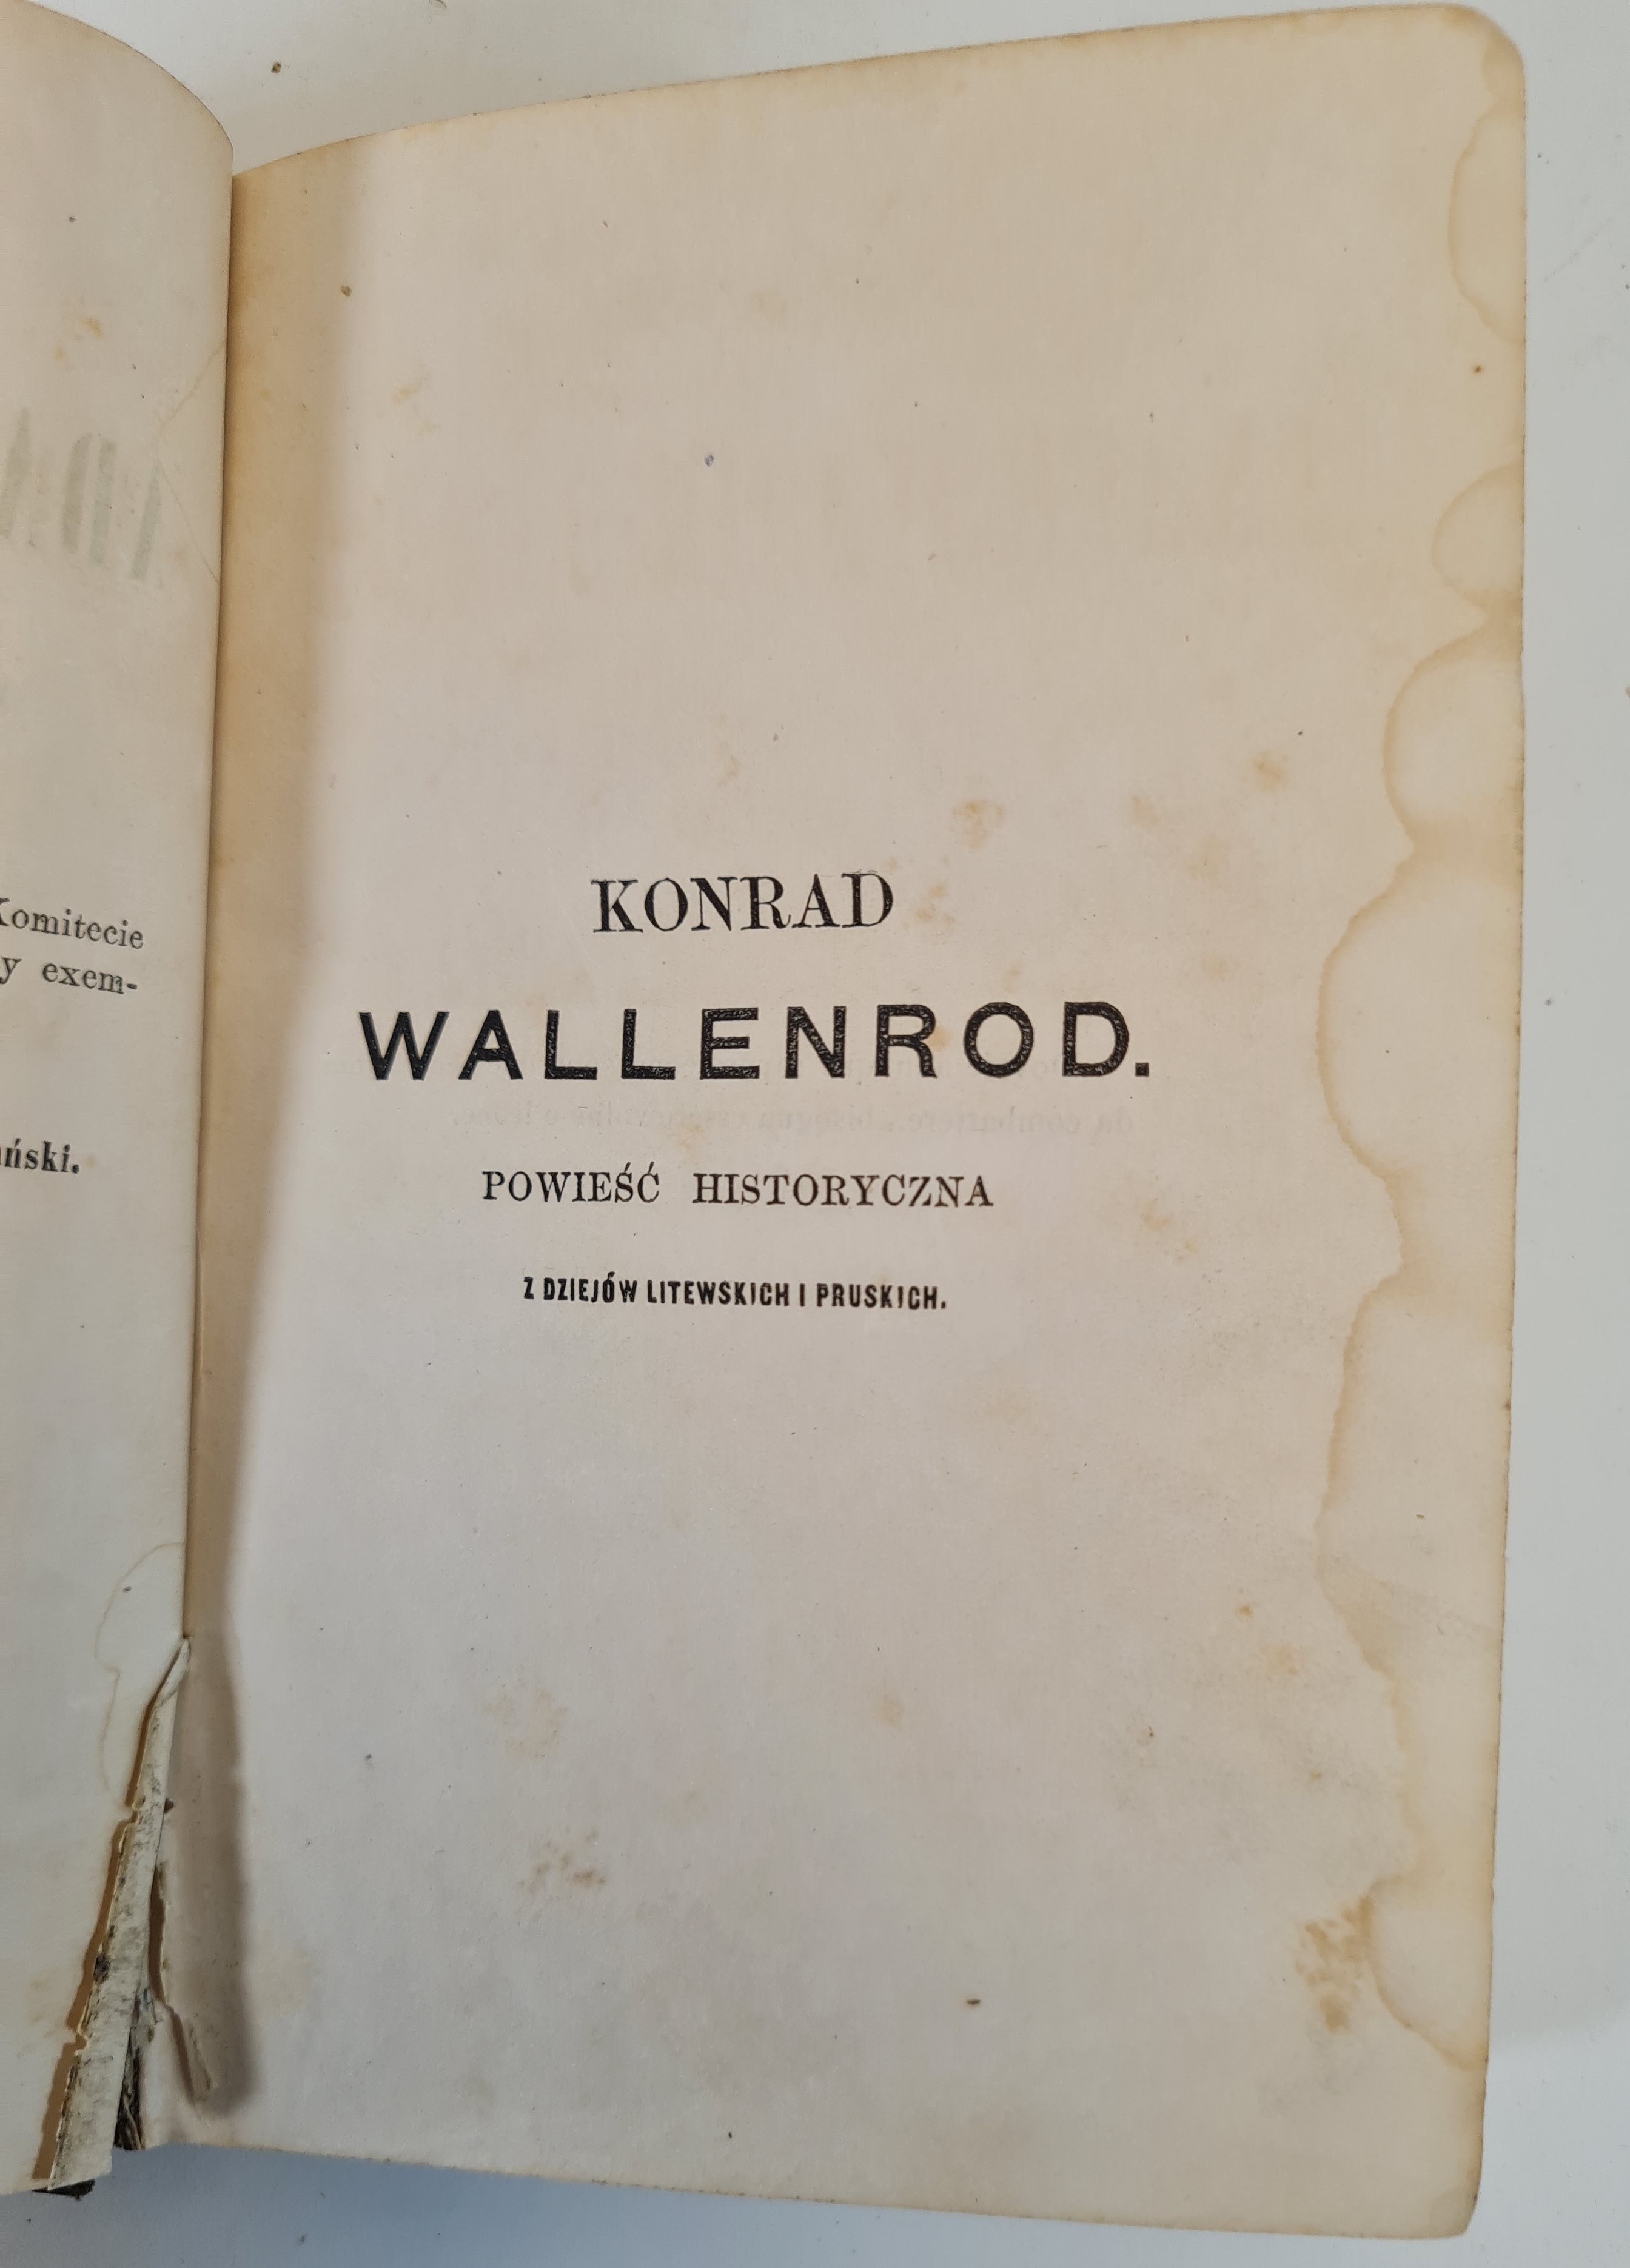 Komitecie
y exem-
ński.
KONRAD
WALLENROD.
POWIEŚĆ HISTORYCZNA
Z DZIEJÓW LITEWSKICH I PRUSKICH.